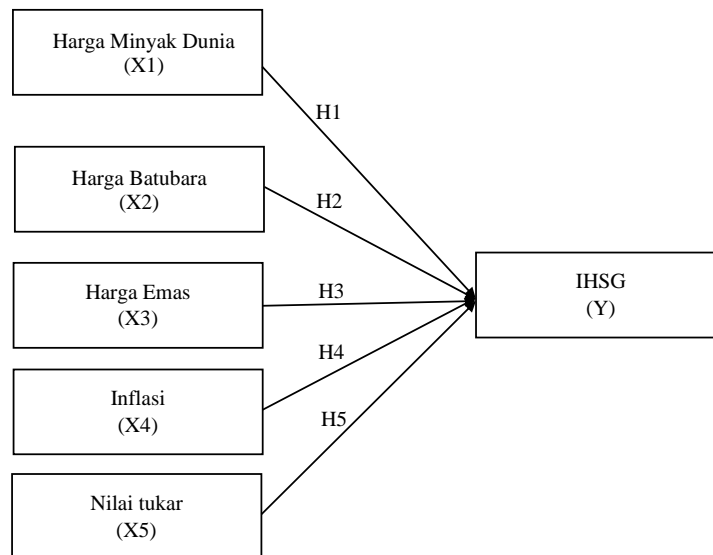 Harga Minyak Dunia
(X1)
H1
Harga Batubara
(X2)
H2
Harga Emas
(X3)
H3
IHSG
(Y)
Inflasi
(X4)
H4
Nilai tukar
(X5)
H5